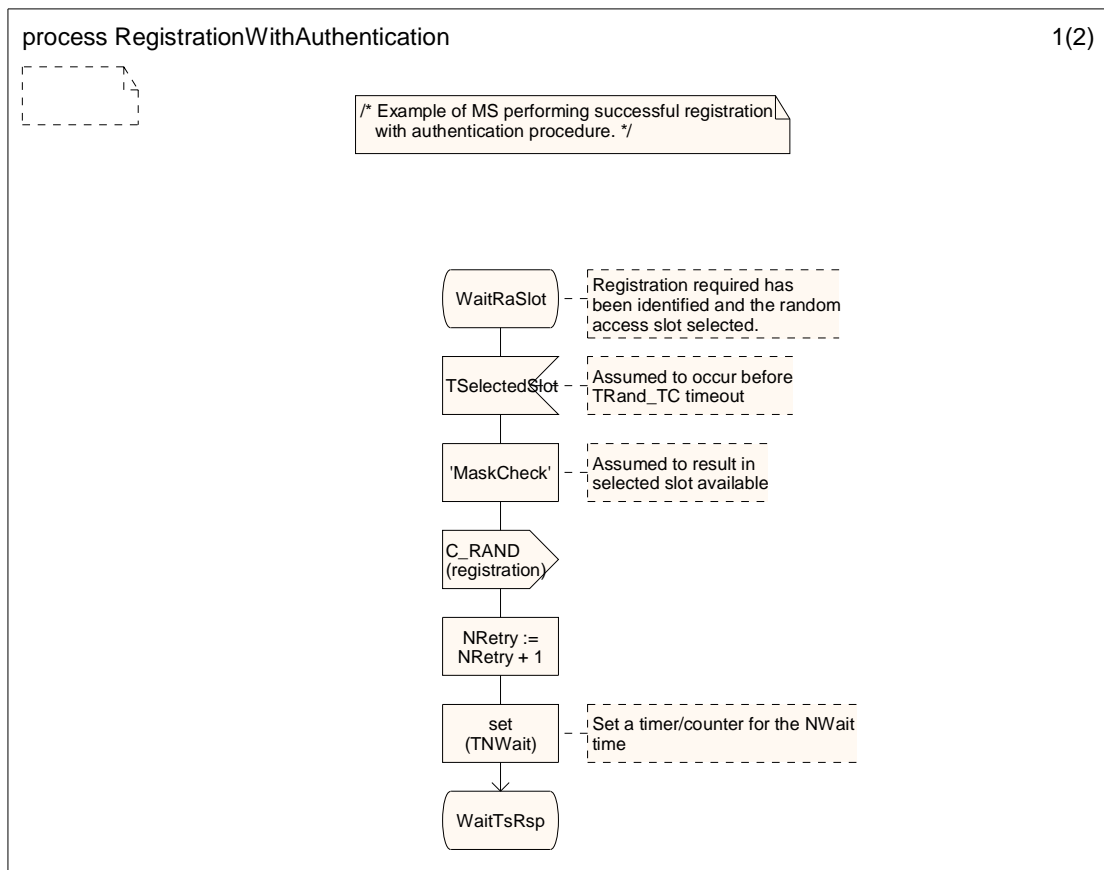 process RegistrationWithAuthentication
1(2)
/* Example of MS performing successful registration
with authentication procedure. */
WaitRaSlot
Registration required has
been identified and the random
access slot selected.
TSelectedSlot
Assumed to occur before
TRand_TC timeout
'MaskCheck'
Assumed to result in
selected slot available
C_RAND
(registration)
NRetry :=
NRetry + 1
set
(TNWait)
Set a timer/counter for the NWait
time
WaitTsRsp